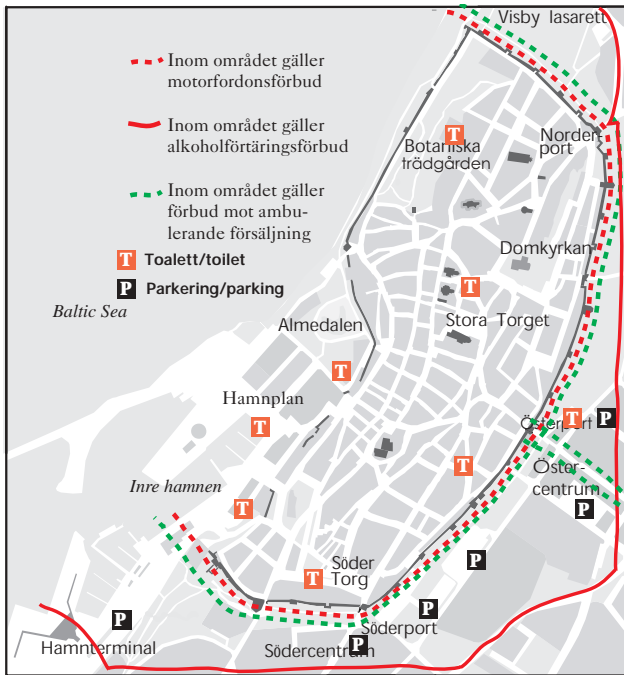 Visby lasarett
Inom området gäller
motorfordonsförbud
Inom området gäller
alkoholförtäringsförbud
Inom området gäller
förbud mot ambu-
lerande försäljning
T Toalett/toilet
P Parkering/parking
Baltic Sea
T
Botaniska
trädgården
Norder-
port
Domkyrkan
T
Stora Torget
Almedalen
T
Hamnplan
T
T
P
Österport
T
Öster-
centrum
P
Inre hamnen
T
P
Söder
Torg
T
P
P
Söderport
P
Hamnterminal
Södercentrum